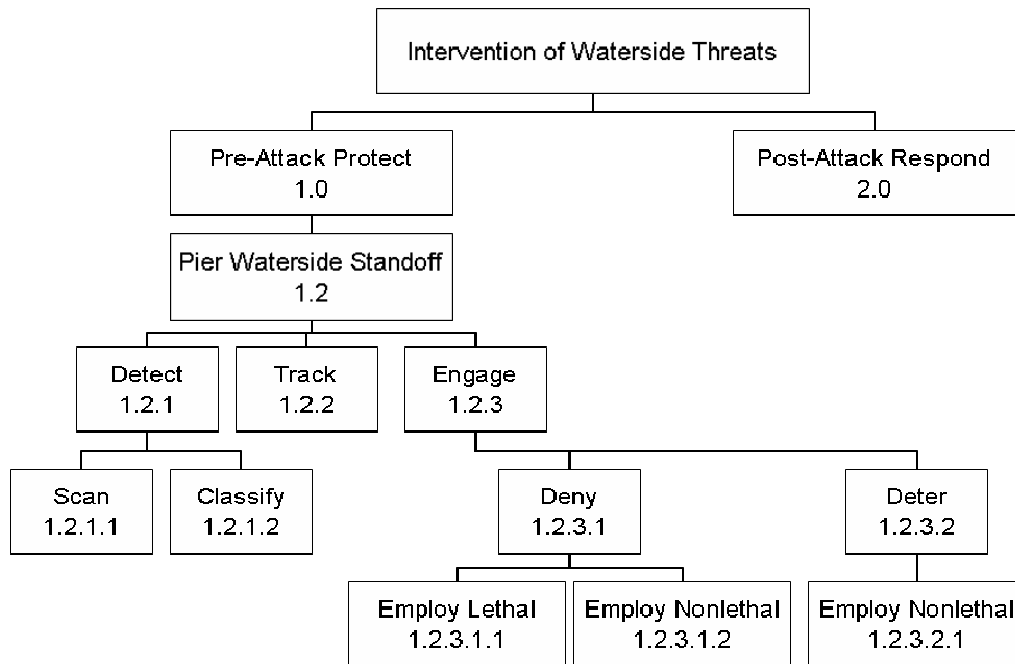 Intervention of Waterside Threats
Pre-Attack Protect
1.0
Post-Attack Respond
2.0
Pier Waterside Standoff
1.2
Detect
1.2.1
Track
1.2.2
Engage
1.2.3
Scan
1.2.1.1
Classify
1.2.1.2
Deny
1.2.3.1
Deter
1.2.3.2
Employ Lethal
1.2.3.1.1
Employ Nonlethal
1.2.3.1.2
Employ Nonlethal
1.2.3.2.1